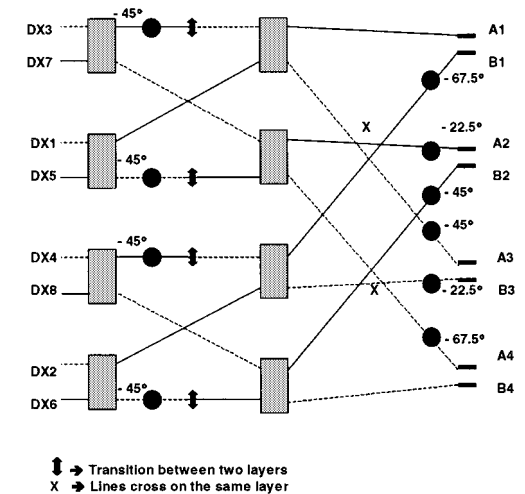 - 45°
DX3
A1
DX7
B1
- 67.5°
- 22.5°
X
DX1
A2
- 45°
DX5
B2
- 45°
- 45°
- 45°
DX4
A3
DX8
X
- 22.5°
B3
- 67.5°
A4
DX2
- 45°
DX6
B4
➔ Transition between two layers
X ➔ Lines cross on the same layer